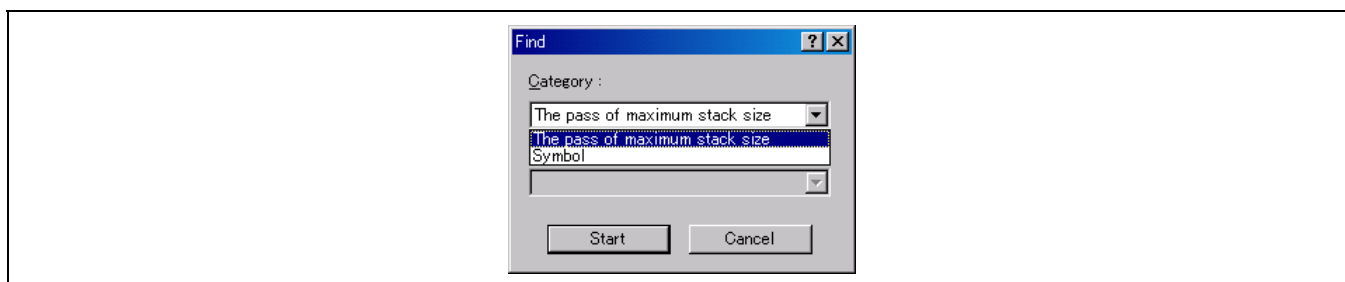 Find
Category :
The pass of maximum stack size
The pass of maximum stack size
Symbol
Start Cancel